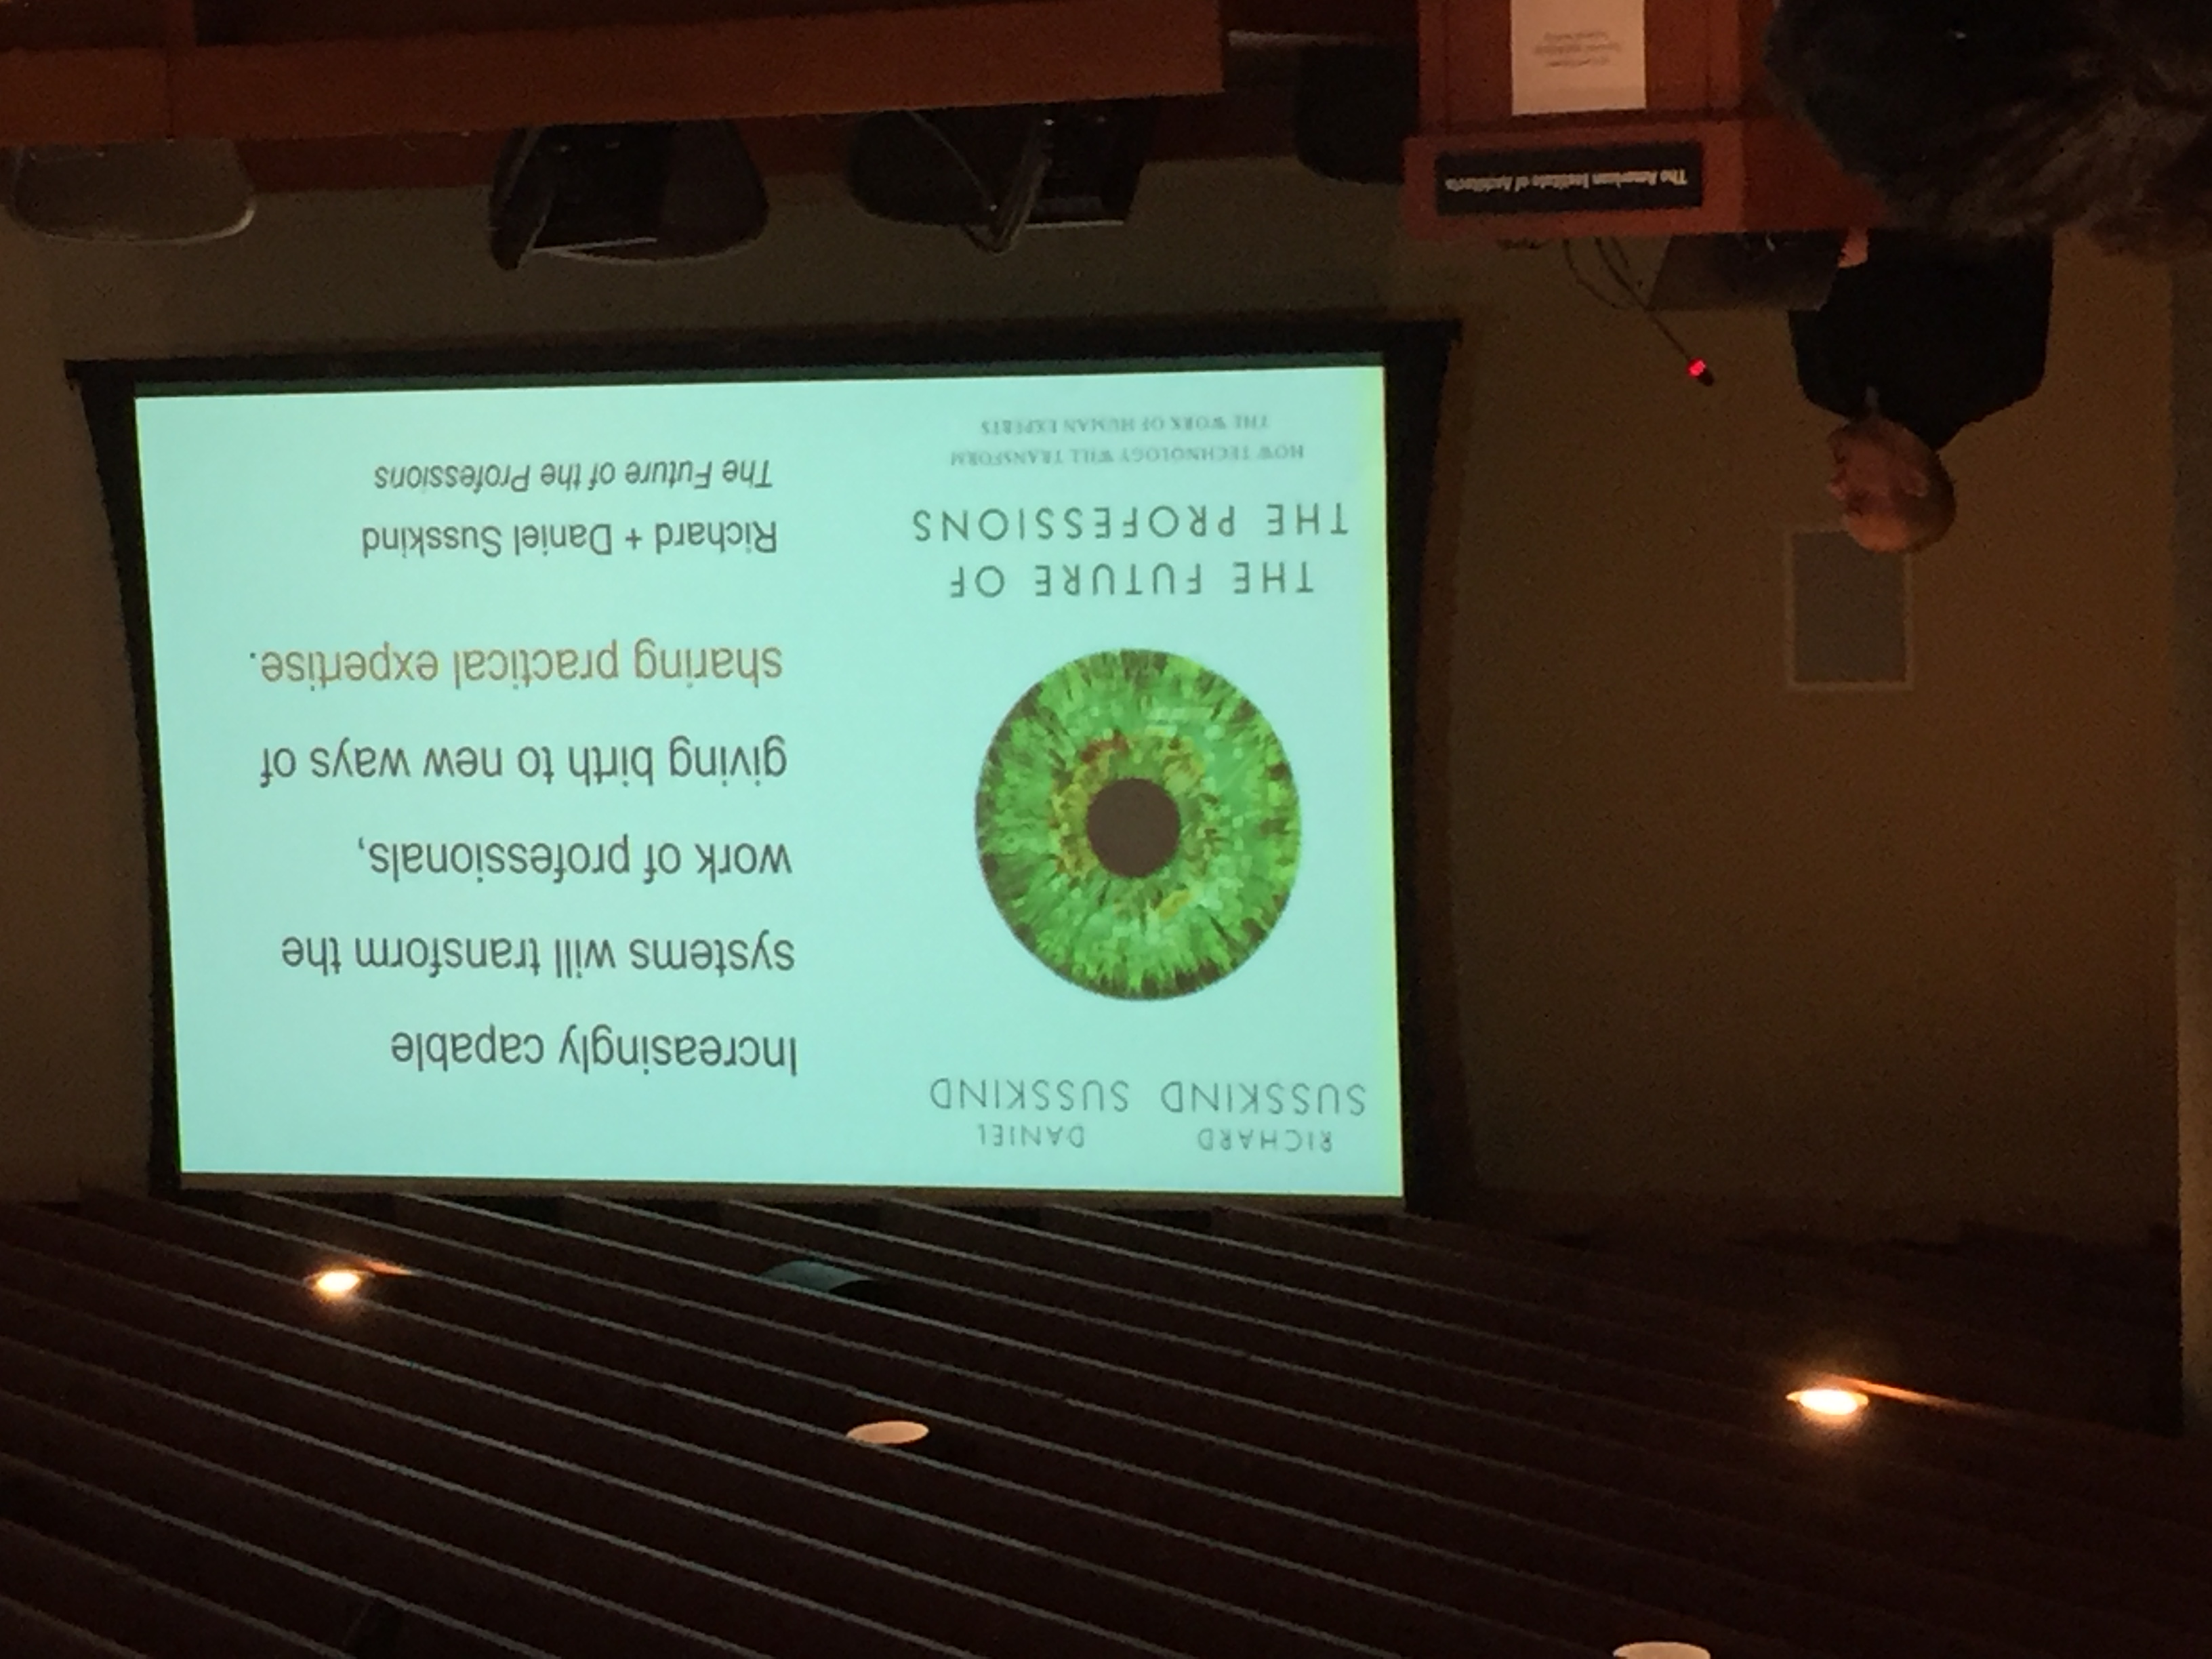 RICHARD DANIEL
SUSSKIND SUSSKIND
THE FUTURE OF
THE PROFESSIONS
HOW TECHNOLOGY WILL TRANSFORM
THE WORK OF HUMAN EXPERTS
Increasingly capable
systems will transform the
work of professionals,
giving birth to new ways of
sharing practical expertise.
Richard + Daniel Susskind
The Future of the Professions
The American Institute of Architects